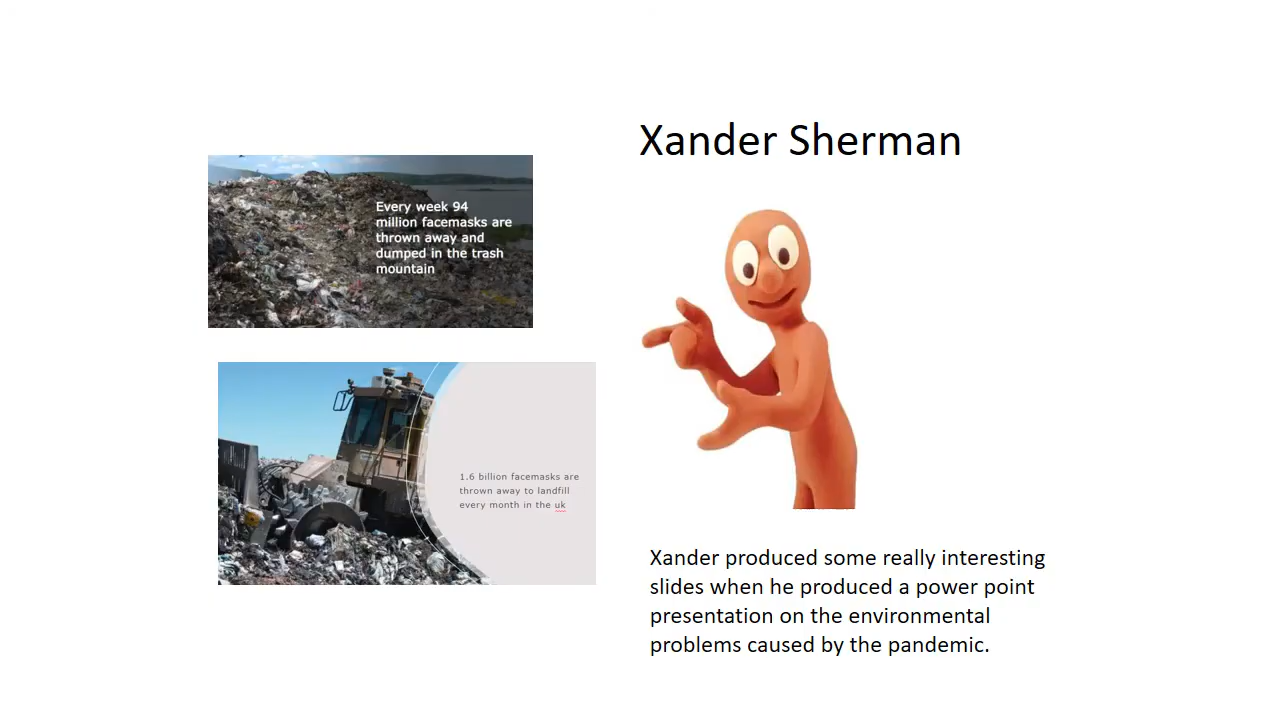 Xander Sherman
Every week 94
million facemasks are
thrown away and
dumped in the trash
mountain
1.6 billion facemasks are
thrown away to landfill
every month in the uk
Xander produced some really interesting
slides when he produced a power point
presentation on the environmental
problems caused by the pandemic.